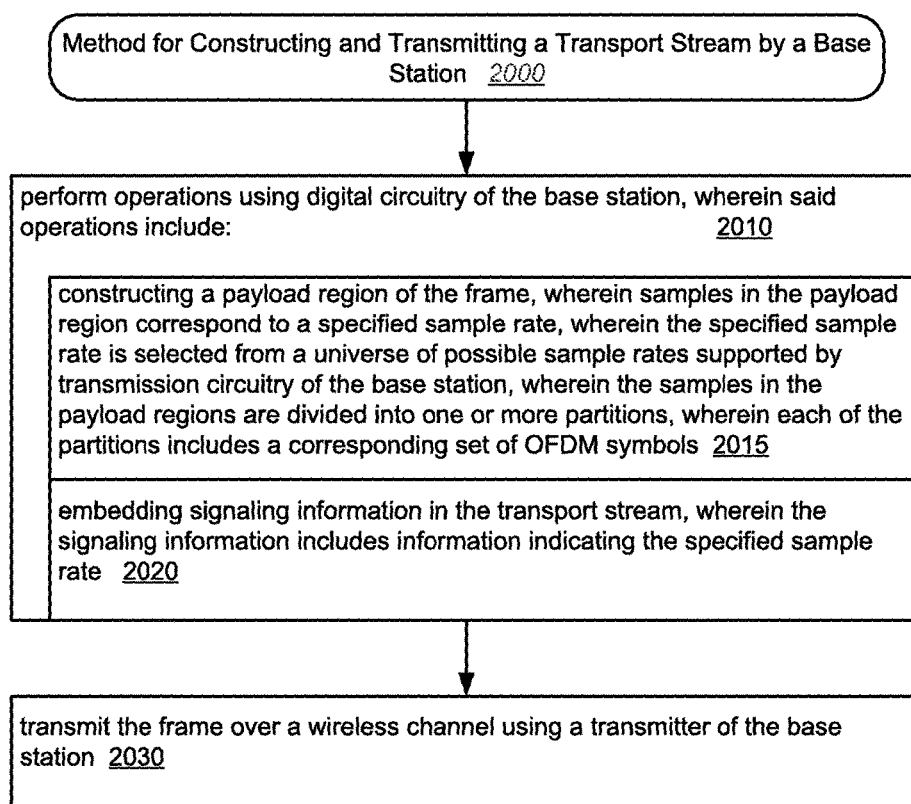 Method for Constructing and Transmitting a Transport Stream by a Base
Station 2000
perform operations using digital circuitry of the base station, wherein said
operations include: 2010
constructing a payload region of the frame, wherein samples in the payload
region correspond to a specified sample rate, wherein the specified sample
rate is selected from a universe of possible sample rates supported by
transmission circuitry of the base station, wherein the samples in the
payload regions are divided into one or more partitions, wherein each of the
partitions includes a corresponding set of OFDM symbols 2015
embedding signaling information in the transport stream, wherein the
signaling information includes information indicating the specified sample
rate 2020
transmit the frame over a wireless channel using a transmitter of the base
station 2030